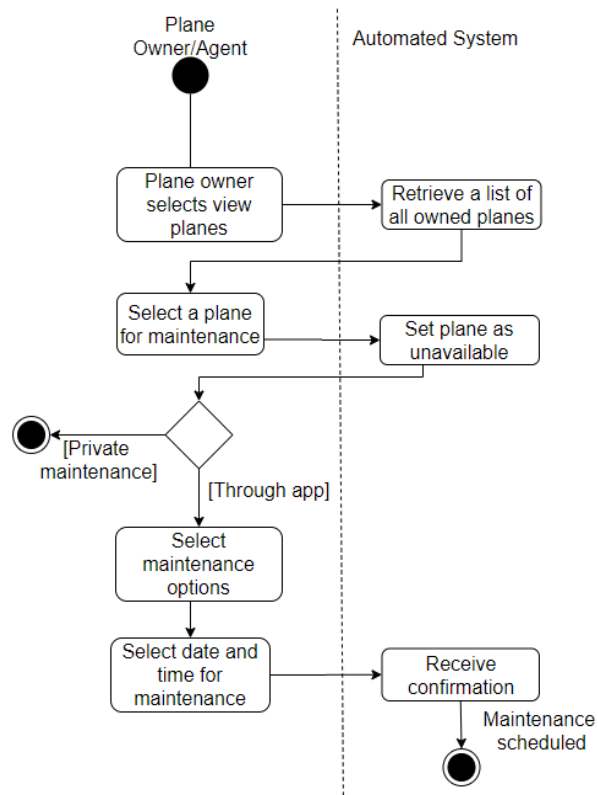 Plane
Owner/Agent
Automated System
Plane owner
selects view
planes
Retrieve a list of
all owned planes
Select a plane
for maintenance
Set plane as
unavailable
[Private
maintenance]
[Through app]
Select
maintenance
options
Select date and
time for
maintenance
Receive
confirmation
Maintenance
scheduled